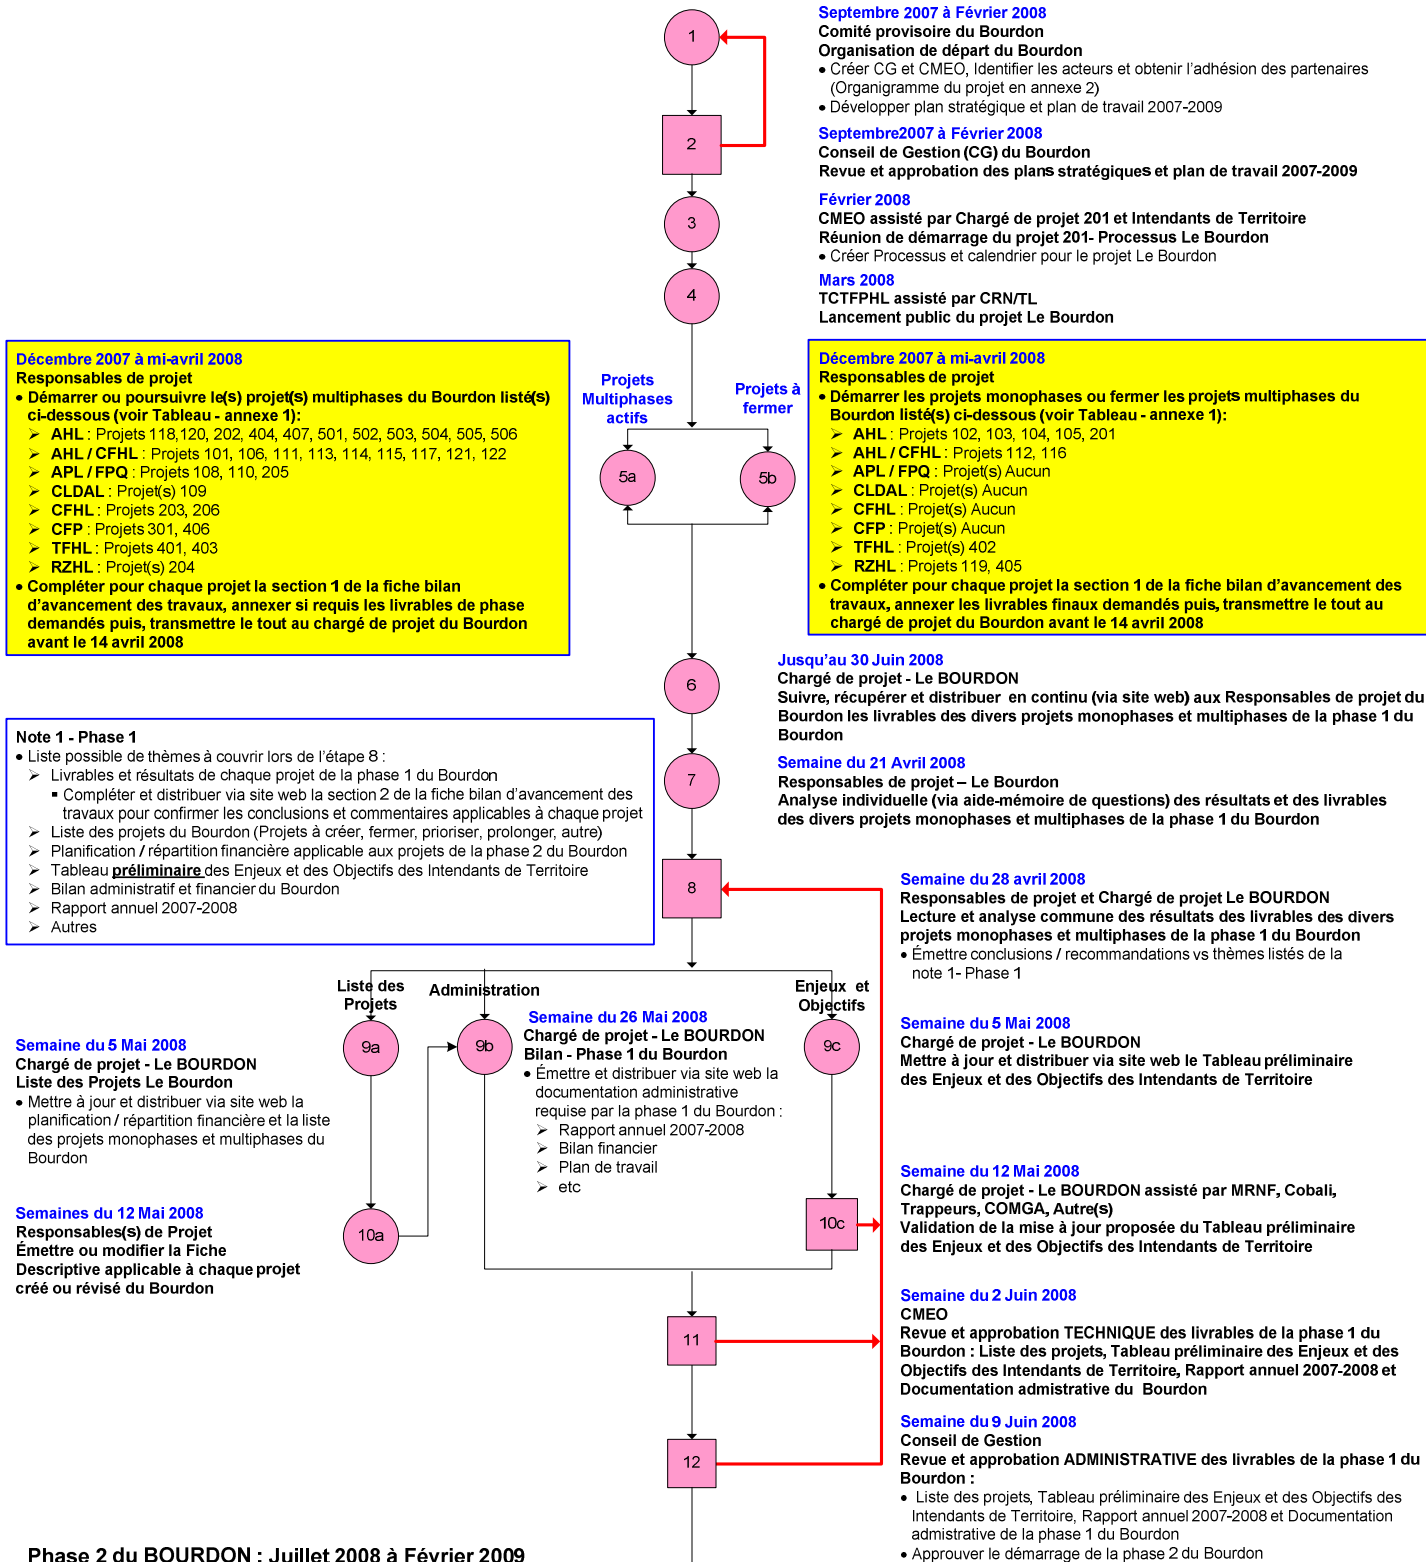 1
Septembre 2007 à Février 2008
Comité provisoire du Bourdon
Organisation de départ du Bourdon
• Créer CG et CMEO, Identifier les acteurs et obtenir l'adhésion des partenaires
(Organigramme du projet en annexe 2)
• Développer plan stratégique et plan de travail 2007-2009
2
Septembre2007 à Février 2008
Conseil de Gestion (CG) du Bourdon
Revue et approbation des plans stratégiques et plan de travail 2007-2009
3
Février 2008
CMEO assisté par Chargé de projet 201 et Intendants de Territoire
Réunion de démarrage du projet 201- Processus Le Bourdon
• Créer Processus et calendrier pour le projet Le Bourdon
4
Mars 2008
TCTFPHL assisté par CRN/TL
Lancement public du projet Le Bourdon
Décembre 2007 à mi-avril 2008
Responsables de projet
• Démarrer ou poursuivre le(s) projet(s) multiphases du Bourdon listé(s)
ci-dessous (voir Tableau - annexe 1):
➢ AHL : Projets 118,120, 202, 404, 407, 501, 502, 503, 504, 505, 506
➢ AHL / CFHL : Projets 101, 106, 111, 113, 114, 115, 117, 121, 122
➢ APL / FPQ : Projets 108, 110, 205
➢ CLDAL : Projet(s) 109
➢ CFHL : Projets 203, 206
➢ CFP : Projets 301, 406
➢ TFHL : Projets 401, 403
➢ RZHL : Projet(s) 204
• Compléter pour chaque projet la section 1 de la fiche bilan
d'avancement des travaux, annexer si requis les livrables de phase
demandés puis, transmettre le tout au chargé de projet du Bourdon
avant le 14 avril 2008
Projets
Multiphases
actifs
Projets à
fermer
5a
5b
Décembre 2007 à mi-avril 2008
Responsables de projet
• Démarrer les projets monophases ou fermer les projets multiphases du
Bourdon listé(s) ci-dessous (voir Tableau - annexe 1):
➢ AHL : Projets 102, 103, 104, 105, 201
➢ AHL / CFHL : Projets 112, 116
➢ APL / FPQ : Projet(s) Aucun
➢ CLDAL : Projet(s) Aucun
➢ CFHL : Projet(s) Aucun
➢ CFP : Projet(s) Aucun
➢ TFHL : Projet(s) 402
➢ RZHL : Projets 119, 405
• Compléter pour chaque projet la section 1 de la fiche bilan d'avancement des
travaux, annexer les livrables finaux demandés puis, transmettre le tout au
chargé de projet du Bourdon avant le 14 avril 2008
6
Jusqu'au 30 Juin 2008
Chargé de projet - Le BOURDON
Suivre, récupérer et distribuer en continu (via site web) aux Responsables de projet du
Bourdon les livrables des divers projets monophases et multiphases de la phase 1 du
Bourdon
Note 1 - Phase 1
• Liste possible de thèmes à couvrir lors de l'étape 8 :
➢ Livrables et résultats de chaque projet de la phase 1 du Bourdon
▪ Compléter et distribuer via site web la section 2 de la fiche bilan d'avancement des
travaux pour confirmer les conclusions et commentaires applicables à chaque projet
➢ Liste des projets du Bourdon (Projets à créer, fermer, prioriser, prolonger, autre)
➢ Planification / répartition financière applicable aux projets de la phase 2 du Bourdon
➢ Tableau préliminaire des Enjeux et des Objectifs des Intendants de Territoire
➢ Bilan administratif et financier du Bourdon
➢ Rapport annuel 2007-2008
➢ Autres
7
Semaine du 21 Avril 2008
Responsables de projet – Le Bourdon
Analyse individuelle (via aide-mémoire de questions) des résultats et des livrables
des divers projets monophases et multiphases de la phase 1 du Bourdon
8
Semaine du 28 avril 2008
Responsables de projet et Chargé de projet Le BOURDON
Lecture et analyse commune des résultats des livrables des divers
projets monophases et multiphases de la phase 1 du Bourdon
• Émettre conclusions / recommandations vs thèmes listés de la
note 1- Phase 1
Liste des
Projets
Administration
Enjeux et
Objectifs
9a
9b
9c
Semaine du 5 Mai 2008
Chargé de projet - Le BOURDON
Liste des Projets Le Bourdon
• Mettre à jour et distribuer via site web la
planification / répartition financière et la liste
des projets monophases et multiphases du
Bourdon
Semaine du 26 Mai 2008
Chargé de projet - Le BOURDON
Bilan - Phase 1 du Bourdon
• Émettre et distribuer via site web la
documentation administrative
requise par la phase 1 du Bourdon :
➢ Rapport annuel 2007-2008
➢ Bilan financier
➢ Plan de travail
➢ etc
Semaine du 5 Mai 2008
Chargé de projet - Le BOURDON
Mettre à jour et distribuer via site web le Tableau préliminaire
des Enjeux et des Objectifs des Intendants de Territoire
Semaines du 12 Mai 2008
Responsables(s) de Projet
Émettre ou modifier la Fiche
Descriptive applicable à chaque projet
créé ou révisé du Bourdon
10a
10c
Semaine du 12 Mai 2008
Chargé de projet - Le BOURDON assisté par MRNF, Cobali,
Trappeurs, COMGA, Autre(s)
Validation de la mise à jour proposée du Tableau préliminaire
des Enjeux et des Objectifs des Intendants de Territoire
11
Semaine du 2 Juin 2008
CMEO
Revue et approbation TECHNIQUE des livrables de la phase 1 du
Bourdon : Liste des projets, Tableau préliminaire des Enjeux et des
Objectifs des Intendants de Territoire, Rapport annuel 2007-2008 et
Documentation admistrative du Bourdon
12
Semaine du 9 Juin 2008
Conseil de Gestion
Revue et approbation ADMINISTRATIVE des livrables de la phase 1 du
Bourdon :
• Liste des projets, Tableau préliminaire des Enjeux et des Objectifs des
Intendants de Territoire, Rapport annuel 2007-2008 et Documentation
admistrative de la phase 1 du Bourdon
• Approuver le démarrage de la phase 2 du Bourdon
Phase 2 du BOURDON : Juillet 2008 à Février 2009